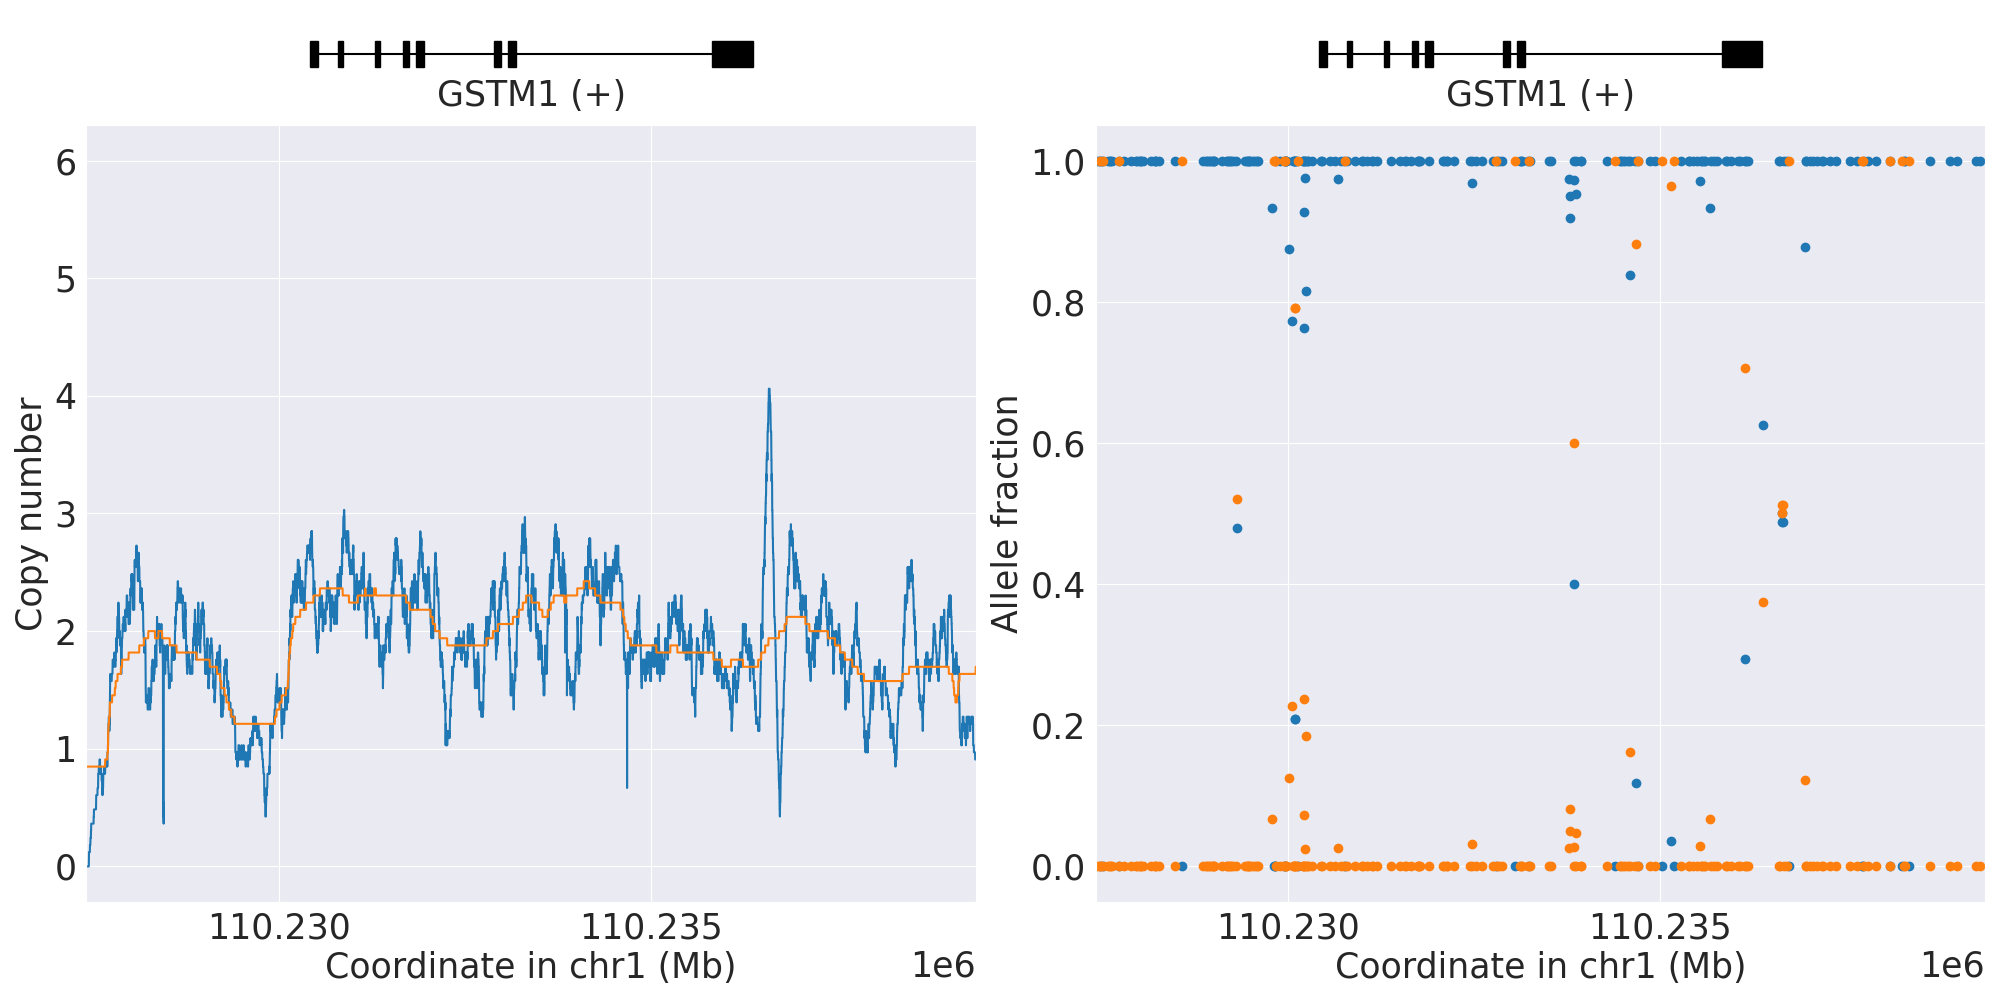 GSTM1 (+)
6
5
4
3
2
1
0
Copy number
110.230
110.235
Coordinate in chr1 (Mb)
1e6
GSTM1 (+)
1.0
0.8
0.6
0.4
0.2
0.0
Allele fraction
110.230
110.235
Coordinate in chr1 (Mb)
1e6